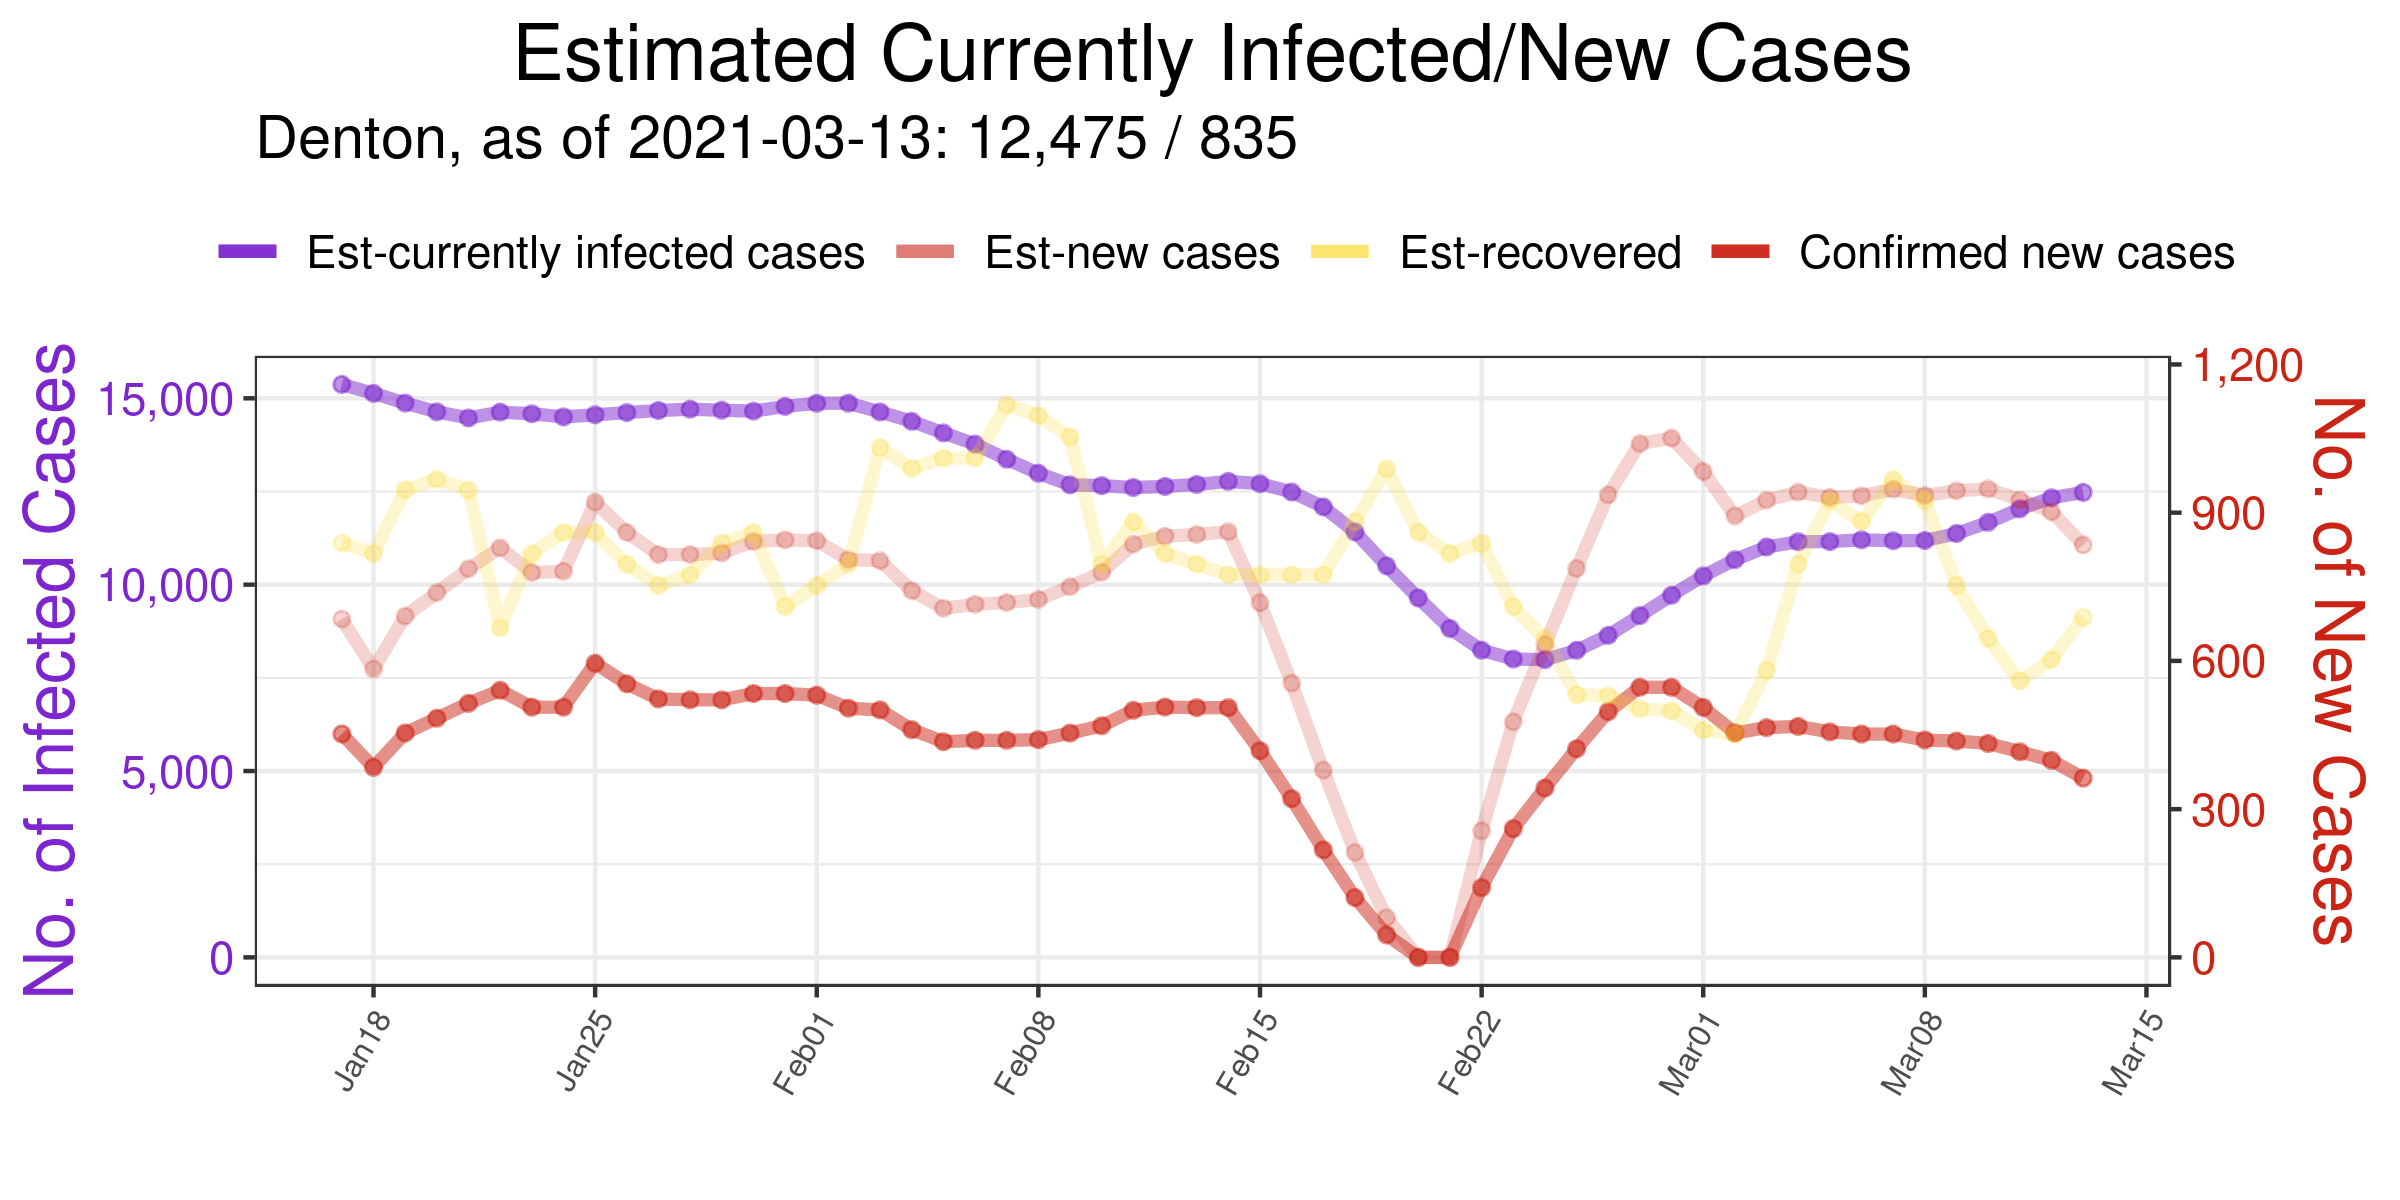 Estimated Currently Infected/New Cases
Denton, as of 2021-03-13: 12,475 / 835
Est-currently infected cases Est-new cases Est-recovered Confirmed new cases
No. of Infected Cases
15,000
10,000
5,000
0
1,200
900
600
300
0
No. of New Cases
Jan18 Jan25 Feb01 Feb08 Feb15 Feb22 Mar01 Mar08 Mar15